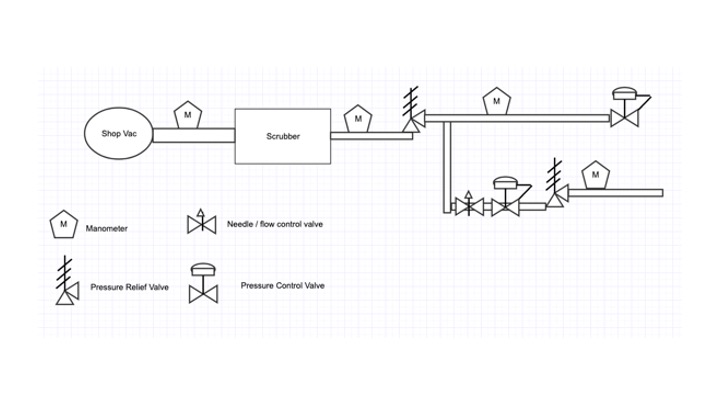 M
M
M
Shop Vac
Scrubber
M
M
Manometer
Needle / flow control valve
Pressure Relief Valve
Pressure Control Valve